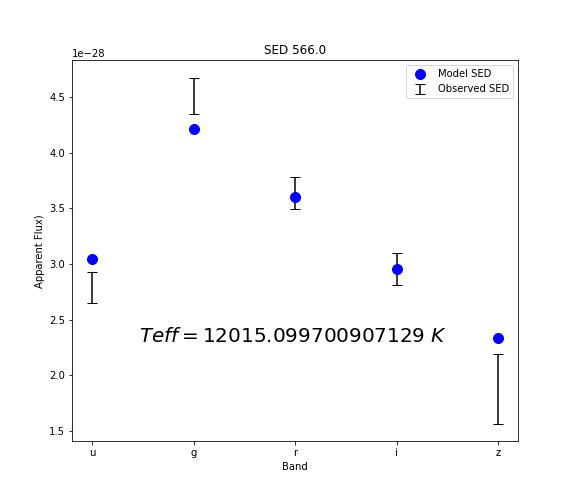 SED 566.0
1e−28
Model SED
Observed SED
4.5
4.0
3.5
3.0
2.5
2.0
1.5
Apparent Flux)
Teff = 12015.099700907129 K
u g r i z
Band